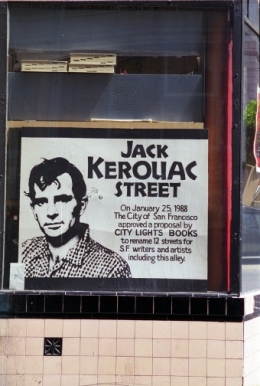 JACK
KEROUAC
STREET
On January 25, 1988
The City of San Francisco
approved a proposal by
CITY LIGHTS BOOKS
to rename 12 streets for
S.F. writers and artists
including this alley.